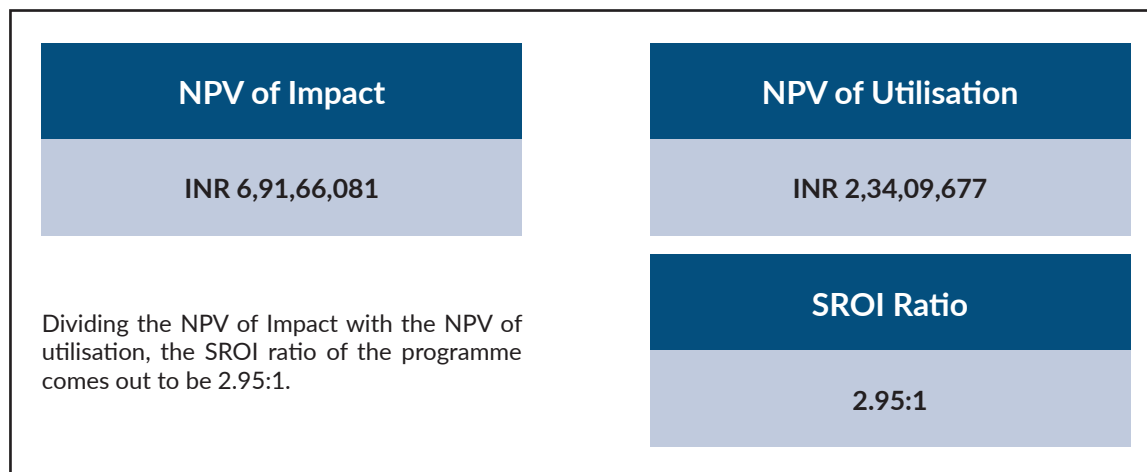 NPV of Impact
INR 6,91,66,081
NPV of Utilisation
INR 2,34,09,677
Dividing the NPV of Impact with the NPV of
utilisation, the SROI ratio of the programme
comes out to be 2.95:1.
SROI Ratio
2.95:1